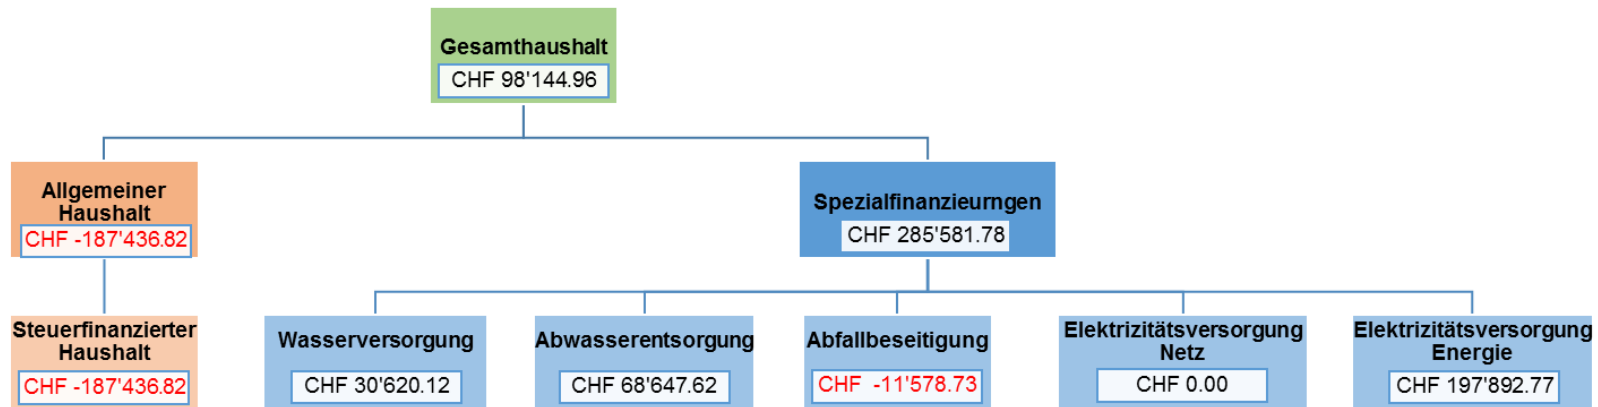 Gesamthaushalt
CHF 98'144.96
Allgemeiner
Haushalt
CHF -187'436.82
Spezialfinanzieurngen
CHF 285'581.78
Steuerfinanzierter
Haushalt
CHF -187'436.82
Wasserversorgung
CHF 30'620.12
Abwasserentsorgung
CHF 68'647.62
Abfallbeseitigung
CHF -11'578.73
Elektrizitätsversorgung
Netz
CHF 0.00
Elektrizitätsversorgung
Energie
CHF 197'892.77